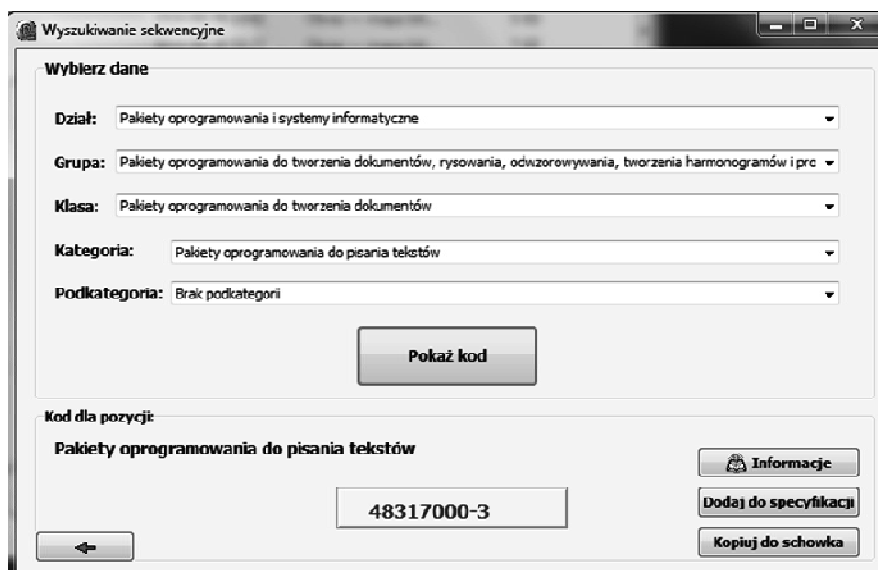 Wyszukiwanie sekwencyjne
Wybierz dane
Dział: Pakiety oprogramowania i systemy informatyczne
Grupa: Pakiety oprogramowania do tworzenia dokumentów, rysowania, odwzorowywania, tworzenia harmonogramów i pro
Klasa: Pakiety oprogramowania do tworzenia dokumentów
Kategoria: Pakiety oprogramowania do pisania tekstów
Podkategoria: Brak podkategorii
Pokaż kod
Kod dla pozycji:
Pakiety oprogramowania do pisania tekstów
Informacje
48317000-3
Dodaj do specyfikacji
Kopiuj do schowka